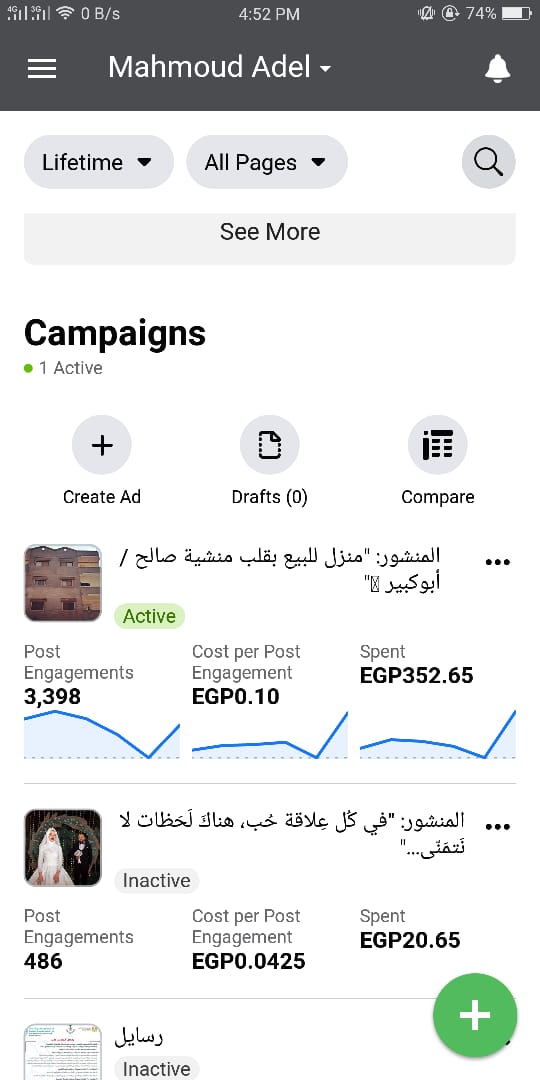 4G 3G 0 B/s 4:52 PM 74%
Mahmoud Adel
Lifetime All Pages
See More
Campaigns
1 Active
Create Ad Drafts (0) Compare
المنشور: "منزل للبيع بقلب منشية صالح /
أبوكبير "
Active
Post Engagements
3,398
Cost per Post Engagement
EGP0.10
Spent
EGP352.65
المنشور: "في كُل عِلاقة حُب، هناكَ لَحَظات لا
نَتمَنّى..."
Inactive
Post Engagements
486
Cost per Post Engagement
EGP0.0425
Spent
EGP20.65
رسايل
Inactive